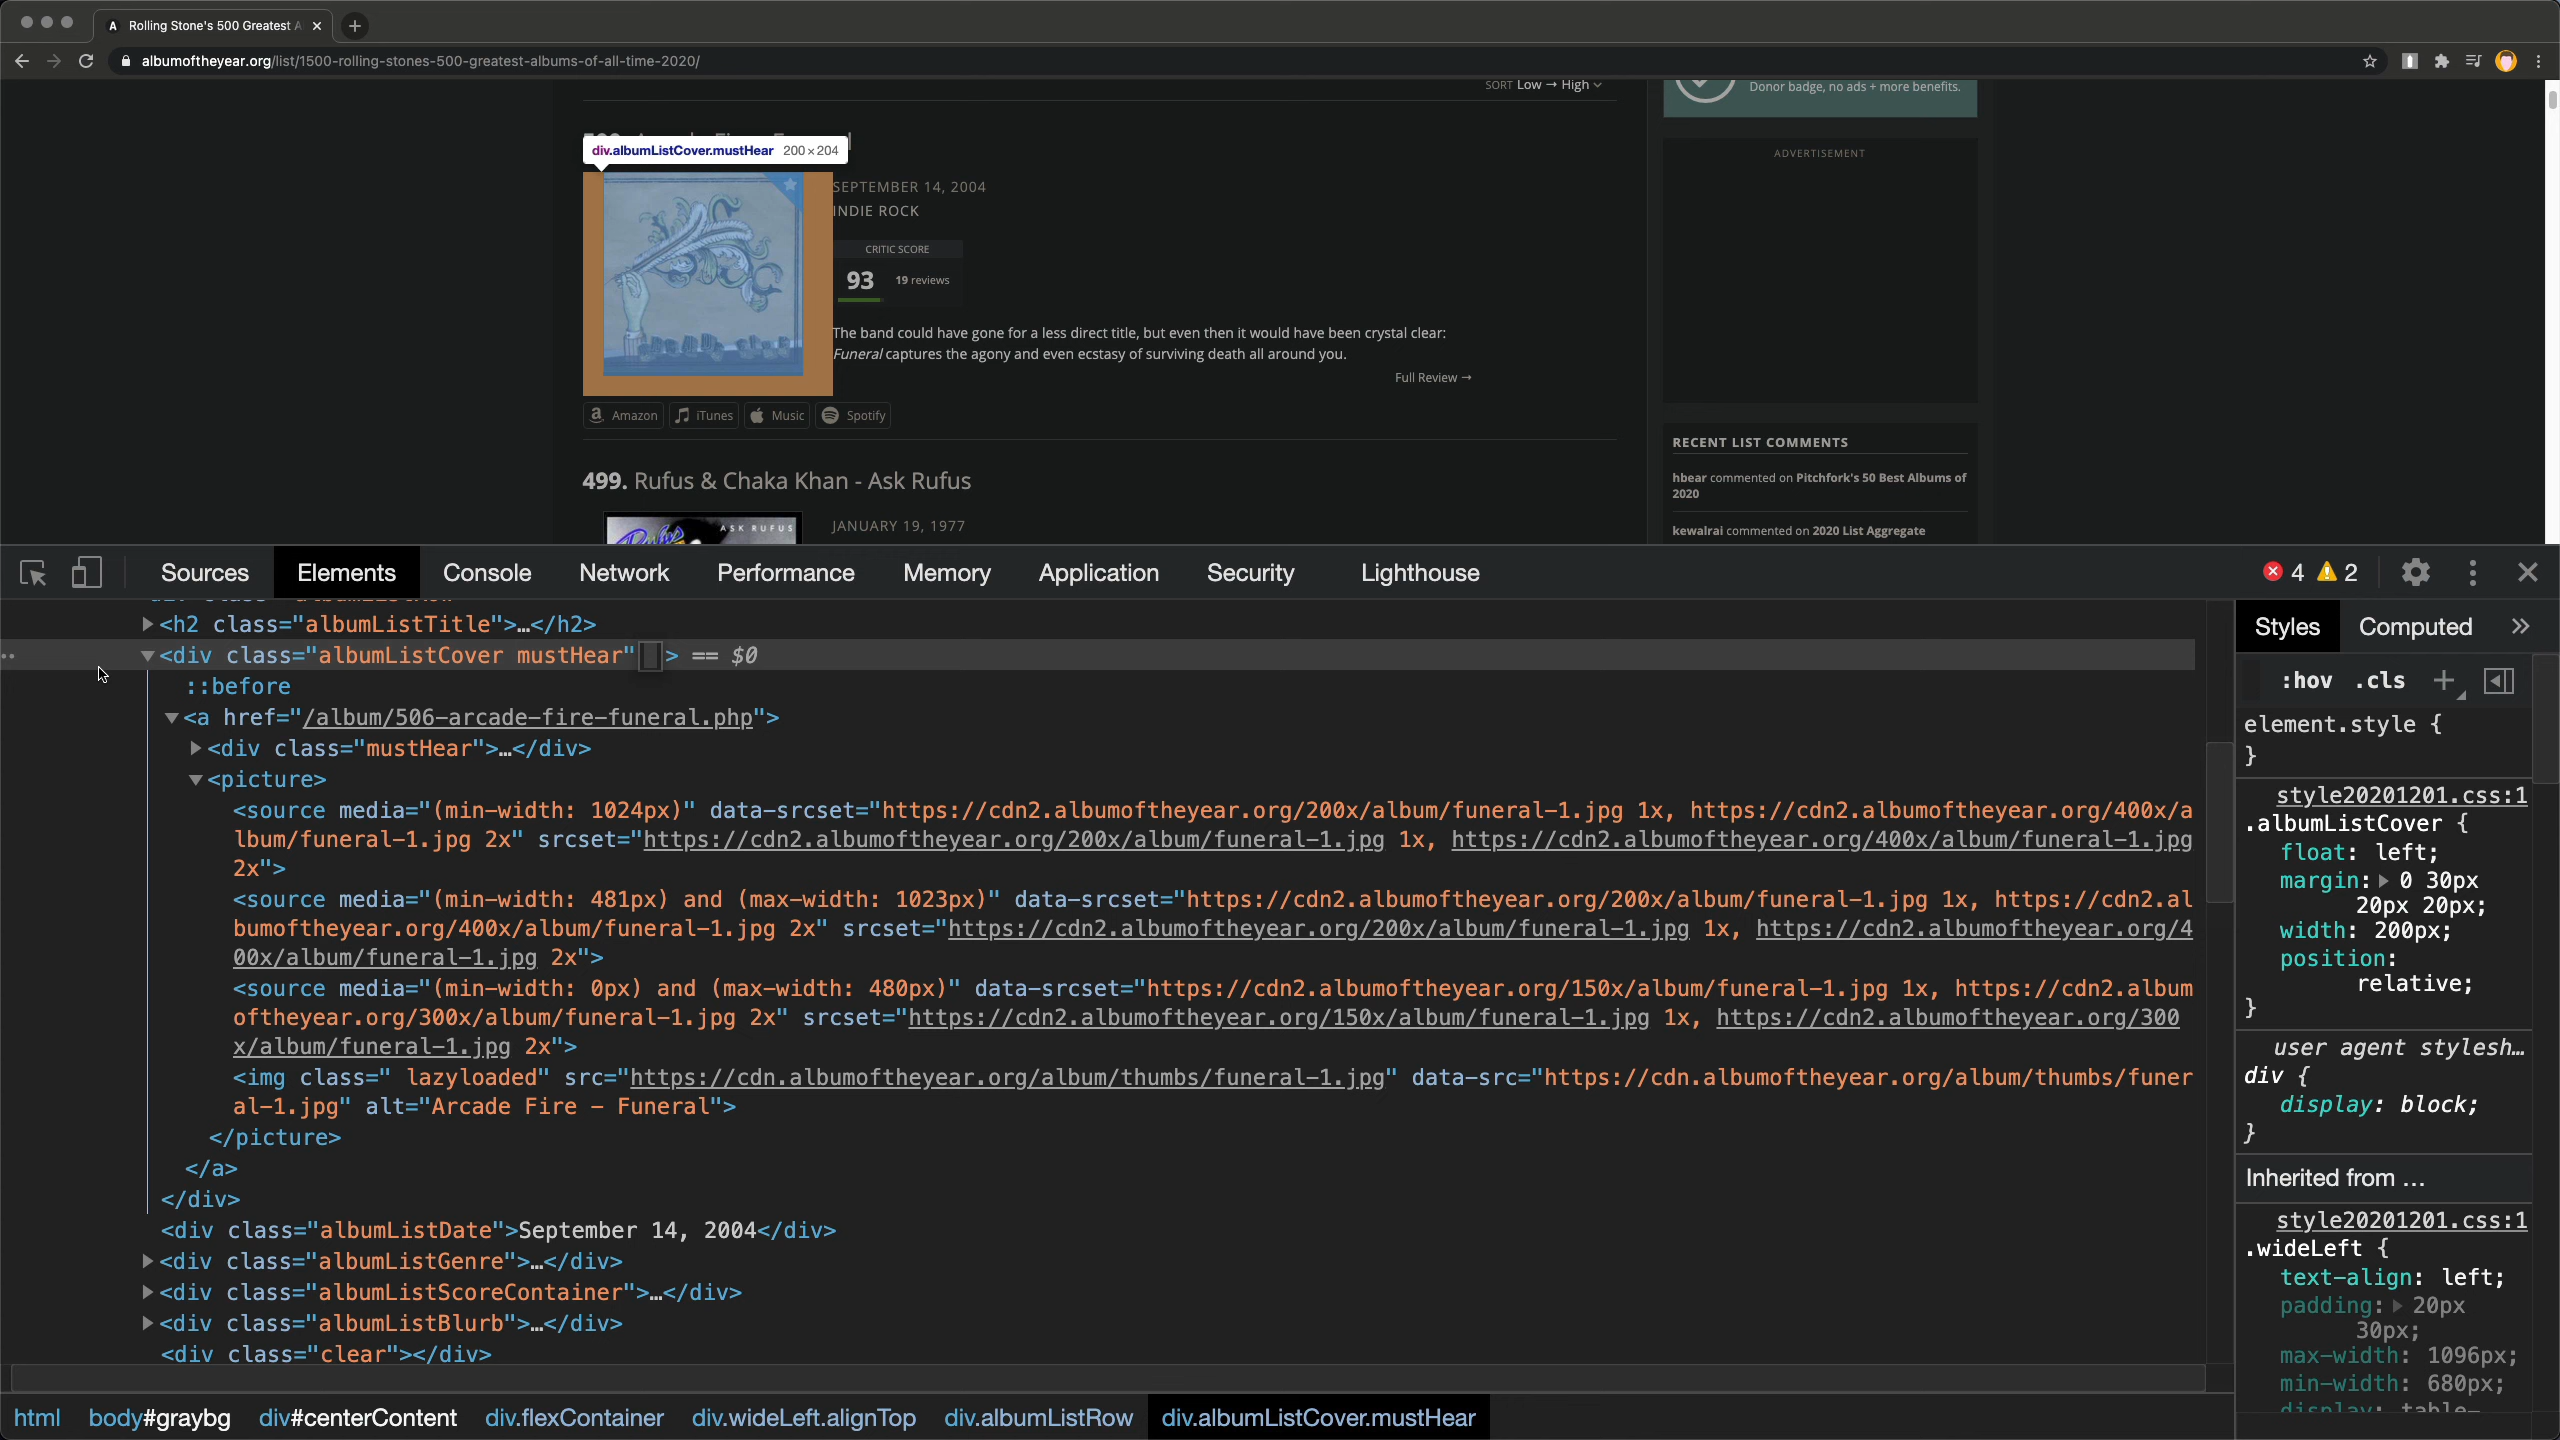 Rolling Stone's 500 Greatest A
albumoftheyear.org/list/1500-rolling-stones-500-greatest-albums-of-all-time-2020/
SORT Low → High
Donor badge, no ads + more benefits.
div.albumListCover.mustHear 200 × 204
SEPTEMBER 14, 2004
INDIE ROCK
CRITIC SCORE
93 19 reviews
The band could have gone for a less direct title, but even then it would have been crystal clear:
Funeral captures the agony and even ecstasy of surviving death all around you.
Full Review →
Amazon iTunes Music Spotify
499. Rufus & Chaka Khan - Ask Rufus
ASK RUFUS
JANUARY 19, 1977
ADVERTISEMENT
RECENT LIST COMMENTS
hbear commented on Pitchfork's 50 Best Albums of
2020
kewalrai commented on 2020 List Aggregate
Sources Elements Console Network Performance Memory Application Security Lighthouse 4 2
<h2 class="albumListTitle">…</h2>
<div class="albumListCover mustHear"> == $0
::before
<a href="/album/506-arcade-fire-funeral.php">
<div class="mustHear">…</div>
<picture>
<source media="(min-width: 1024px)" data-srcset="https://cdn2.albumoftheyear.org/200x/album/funeral-1.jpg 1x, https://cdn2.albumoftheyear.org/400x/a
lbum/funeral-1.jpg 2x" srcset="https://cdn2.albumoftheyear.org/200x/album/funeral-1.jpg 1x, https://cdn2.albumoftheyear.org/400x/album/funeral-1.jpg
2x">
<source media="(min-width: 481px) and (max-width: 1023px)" data-srcset="https://cdn2.albumoftheyear.org/200x/album/funeral-1.jpg 1x, https://cdn2.al
bumoftheyear.org/400x/album/funeral-1.jpg 2x" srcset="https://cdn2.albumoftheyear.org/200x/album/funeral-1.jpg 1x, https://cdn2.albumoftheyear.org/4
00x/album/funeral-1.jpg 2x">
<source media="(min-width: 0px) and (max-width: 480px)" data-srcset="https://cdn2.albumoftheyear.org/150x/album/funeral-1.jpg 1x, https://cdn2.album
oftheyear.org/300x/album/funeral-1.jpg 2x" srcset="https://cdn2.albumoftheyear.org/150x/album/funeral-1.jpg 1x, https://cdn2.albumoftheyear.org/300
x/album/funeral-1.jpg 2x">
<img class=" lazyloaded" src="https://cdn.albumoftheyear.org/album/thumbs/funeral-1.jpg" data-src="https://cdn.albumoftheyear.org/album/thumbs/funer
al-1.jpg" alt="Arcade Fire – Funeral">
</picture>
</a>
</div>
<div class="albumListDate">September 14, 2004</div>
<div class="albumListGenre">…</div>
<div class="albumListScoreContainer">…</div>
<div class="albumListBlurb">…</div>
<div class="clear"></div>
html body#graybg div#centerContent div.flexContainer div.wideLeft.alignTop div.albumListRow div.albumListCover.mustHear
Styles Computed »
:hov .cls +
element.style {
}
style20201201.css:1
.albumListCover {
float: left;
margin: 0 30px
20px 20px;
width: 200px;
position:
relative;
}
user agent stylesh…
div {
display: block;
}
Inherited from …
style20201201.css:1
.wideLeft {
text-align: left;
padding: 20px
30px;
max-width: 1096px;
min-width: 680px;
display: table-